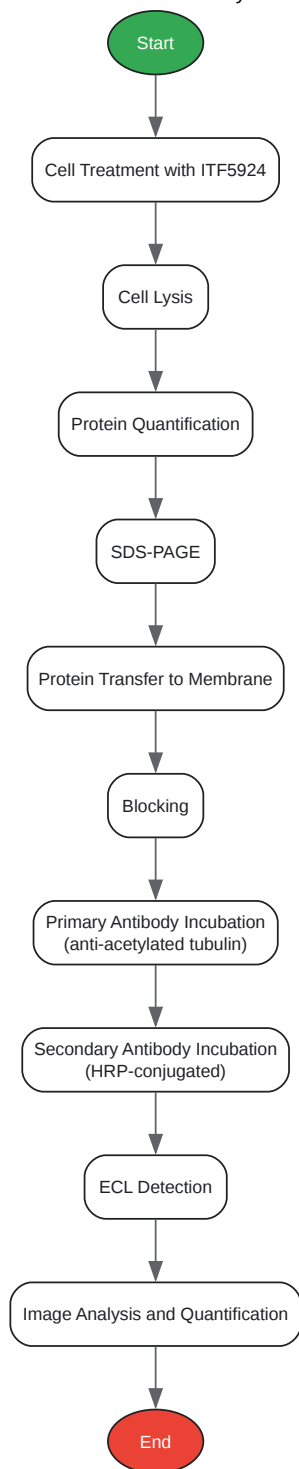 Start
Cell Treatment with ITF5924
Cell Lysis
Protein Quantification
SDS-PAGE
Protein Transfer to Membrane
Blocking
Primary Antibody Incubation
(anti-acetylated tubulin)
Secondary Antibody Incubation
(HRP-conjugated)
ECL Detection
Image Analysis and Quantification
End